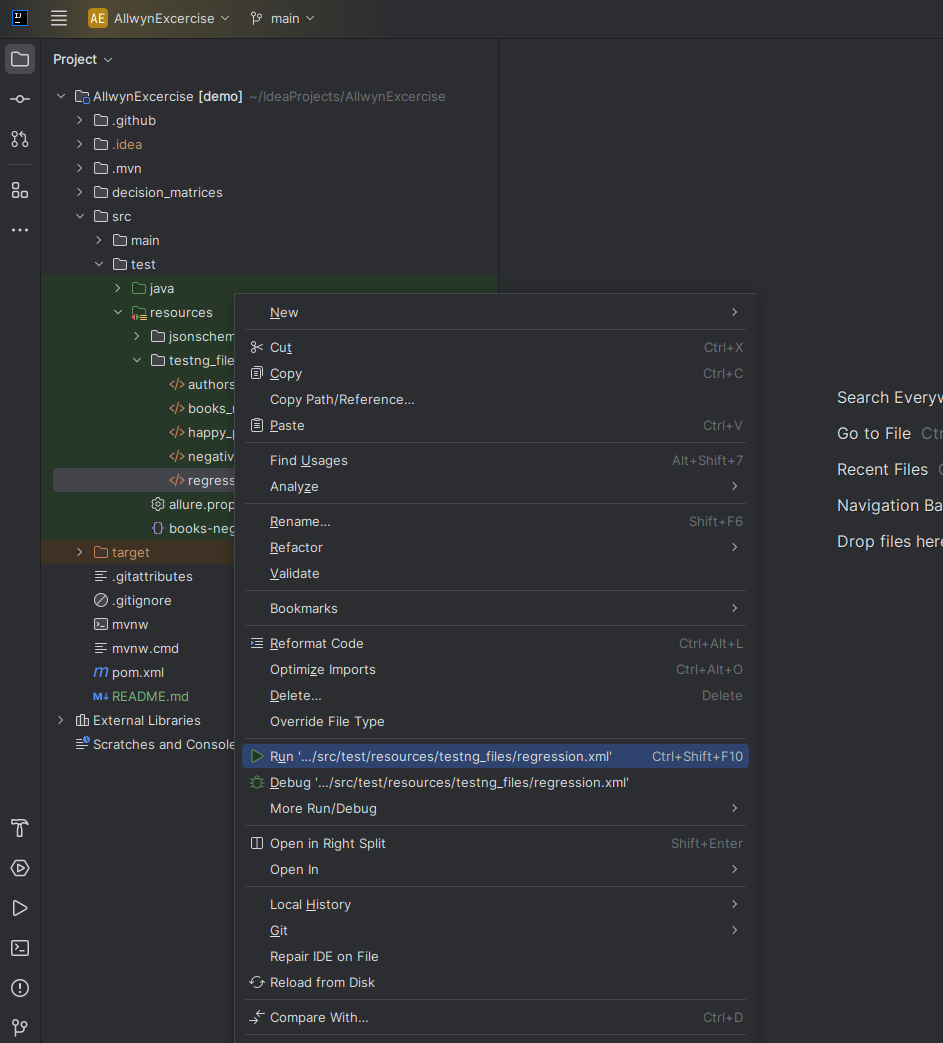 AE AllwynExcercise main
Project
AllwynExcercise [demo] ~/IdeaProjects/AllwynExcercise
.github
.idea
.mvn
decision_matrices
src
main
test
java
resources
jsonschem
testng_file
authors
books_
happy_
negativ
regress
allure.prop
books-neg
target
.gitattributes
.gitignore
mvnw
mvnw.cmd
m pom.xml
M↓ README.md
External Libraries
Scratches and Console
New
Cut Ctrl+X
Copy Ctrl+C
Copy Path/Reference...
Paste Ctrl+V
Find Usages Alt+Shift+7
Analyze
Rename... Shift+F6
Refactor
Validate
Bookmarks
Reformat Code Ctrl+Alt+L
Optimize Imports Ctrl+Alt+O
Delete... Delete
Override File Type
Run '.../src/test/resources/testng_files/regression.xml' Ctrl+Shift+F10
Debug '.../src/test/resources/testng_files/regression.xml'
More Run/Debug
Open in Right Split Shift+Enter
Open In
Local History
Git
Repair IDE on File
Reload from Disk
Compare With... Ctrl+D
Search Everyw
Go to File Ctr
Recent Files
Navigation Ba
Drop files here